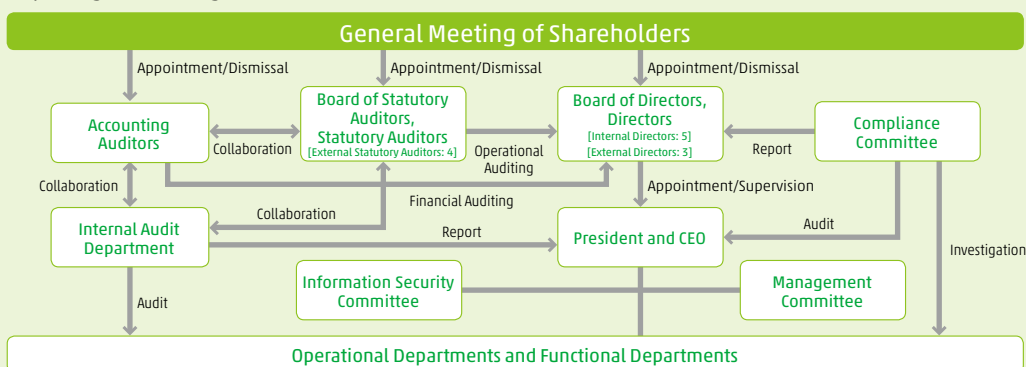 General Meeting of Shareholders
Appointment/Dismissal
Appointment/Dismissal
Appointment/Dismissal
Accounting
Auditors
Collaboration
Board of Statutory
Auditors,
Statutory Auditors
[External Statutory Auditors: 4]
Operational
Auditing
Board of Directors,
Directors
[Internal Directors: 5]
[External Directors: 3]
Report
Compliance
Committee
Collaboration
Financial Auditing
Appointment/Supervision
Internal Audit
Department
Collaboration
Report
President and CEO
Audit
Investigation
Audit
Information Security
Committee
Management
Committee
Operational Departments and Functional Departments